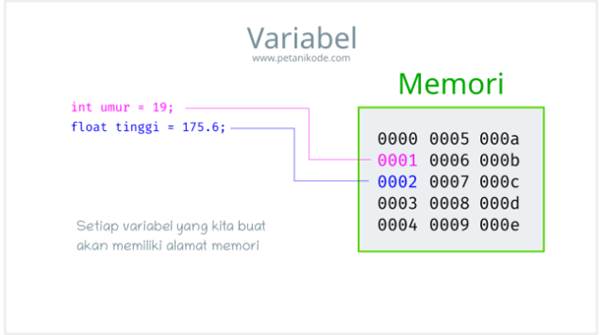 Variabel
www.petanikode.com
Memori
int umur = 19;
float tinggi = 175.6;
0000 0005 000a
0001 0006 000b
0002 0007 000c
0003 0008 000d
0004 0009 000e
Setiap variabel yang kita buat
akan memiliki alamat memori